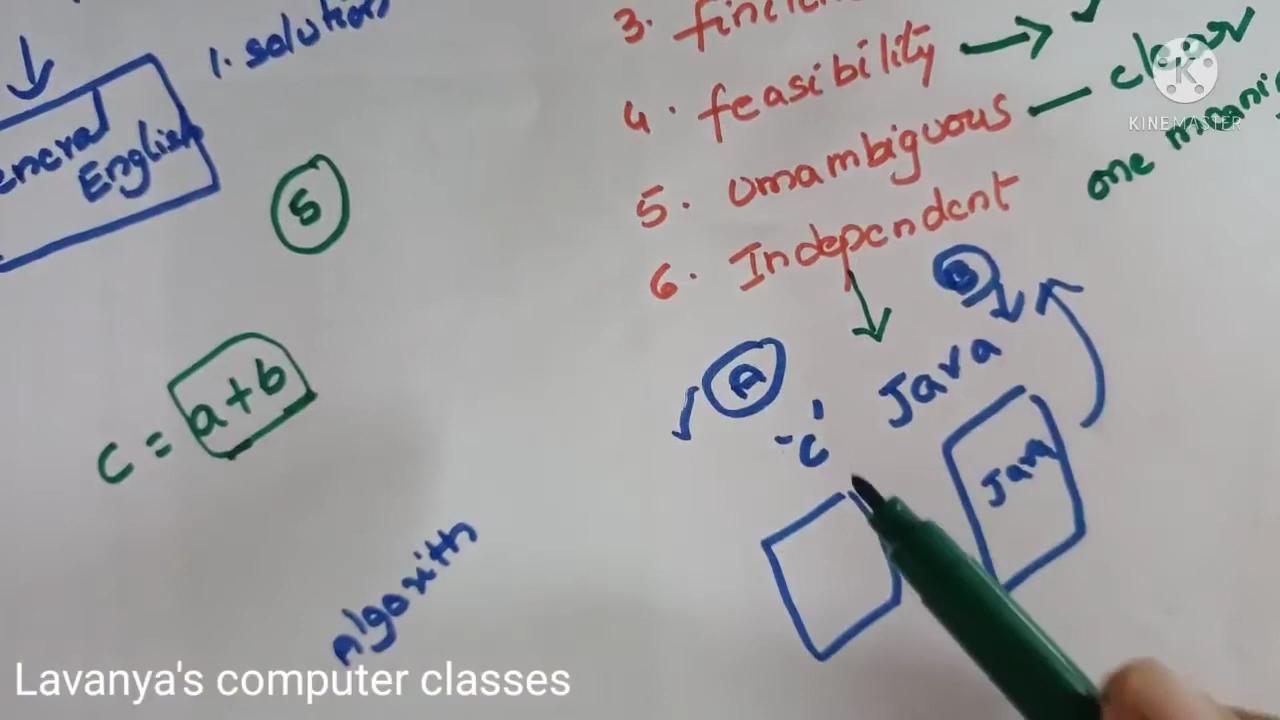 1. solution
General
English
5
c = a+b
algorith
3. finiten
4. feasibility →
5. unambiguous — clear
one meaning
6. Independent
A
'c'
B
Java
Java
KINEMASTER
Lavanya's computer classes